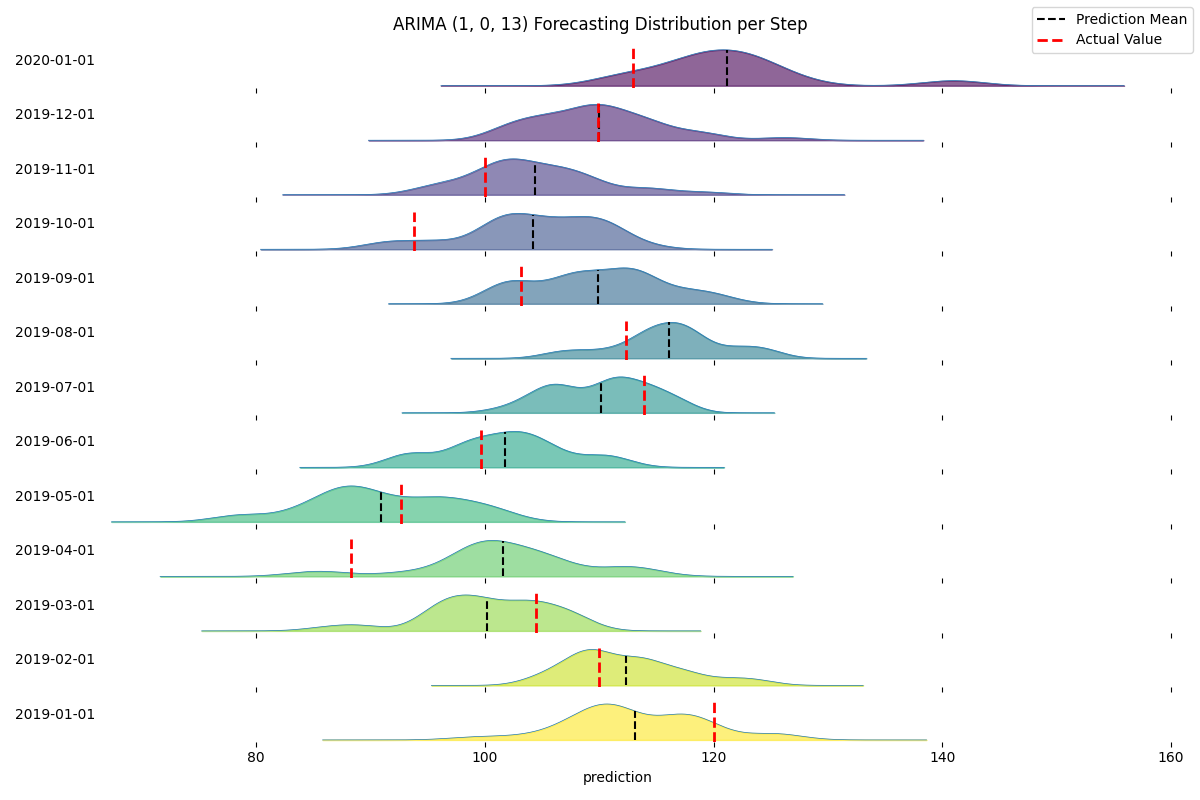 ARIMA (1, 0, 13) Forecasting Distribution per Step
Prediction Mean
Actual Value
2020-01-01
2019-12-01
2019-11-01
2019-10-01
2019-09-01
2019-08-01
2019-07-01
2019-06-01
2019-05-01
2019-04-01
2019-03-01
2019-02-01
2019-01-01
80 100 120 140 160
prediction